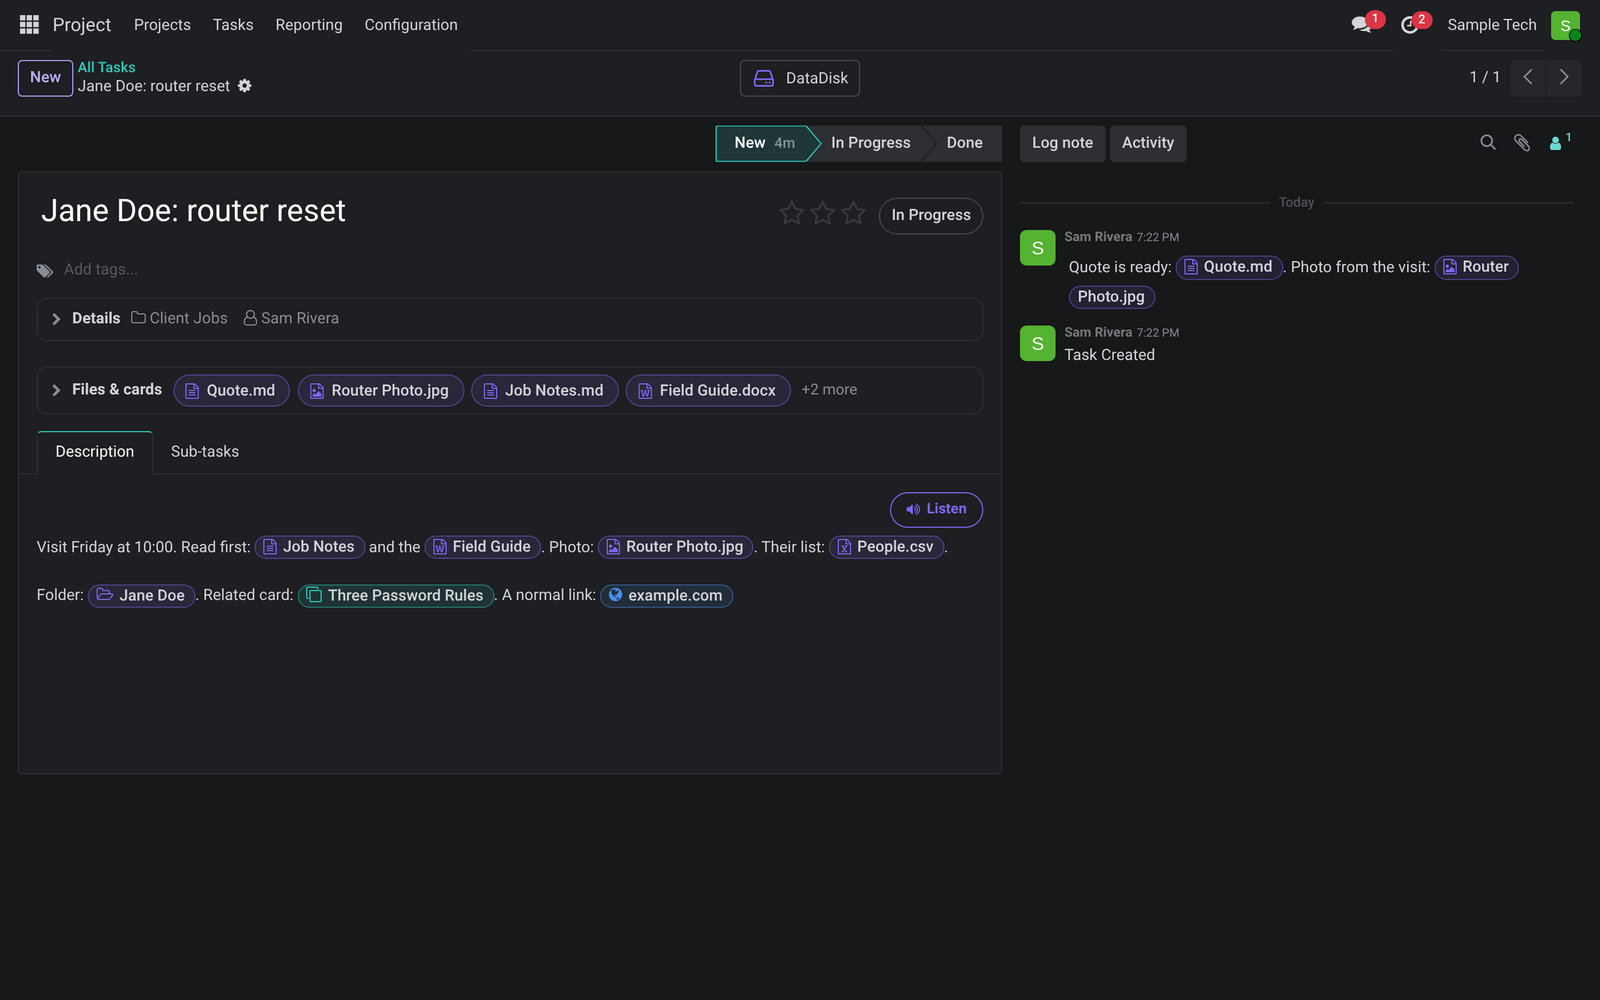 Project Projects Tasks Reporting Configuration 1 2 Sample Tech S
New All Tasks
Jane Doe: router reset
DataDisk
1 / 1
New 4m In Progress Done
Log note Activity 1
Jane Doe: router reset
In Progress
Add tags...
Details Client Jobs Sam Rivera
Files & cards Quote.md Router Photo.jpg Job Notes.md Field Guide.docx +2 more
Description Sub-tasks
Listen
Visit Friday at 10:00. Read first: Job Notes and the Field Guide. Photo: Router Photo.jpg. Their list: People.csv.
Folder: Jane Doe. Related card: Three Password Rules. A normal link: example.com
Today
S Sam Rivera 7:22 PM
Quote is ready: Quote.md. Photo from the visit: Router
Photo.jpg
S Sam Rivera 7:22 PM
Task Created